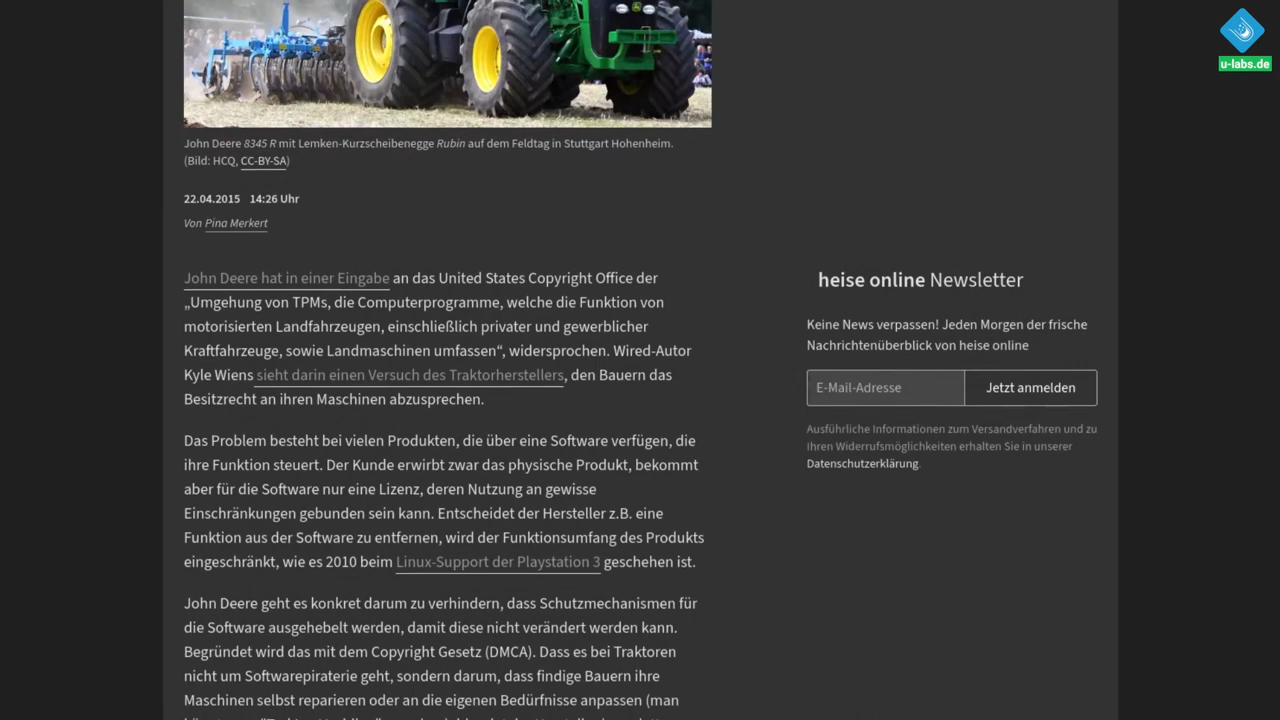 u-labs.de
John Deere 8345 R mit Lemken-Kurzscheibenegge Rubin auf dem Feldtag in Stuttgart Hohenheim.
(Bild: HCQ, CC-BY-SA)
22.04.2015 14:26 Uhr
Von Pina Merkert
John Deere hat in einer Eingabe an das United States Copyright Office der
„Umgehung von TPMs, die Computerprogramme, welche die Funktion von
motorisierten Landfahrzeugen, einschließlich privater und gewerblicher
Kraftfahrzeuge, sowie Landmaschinen umfassen“, widersprochen. Wired-Autor
Kyle Wiens sieht darin einen Versuch des Traktorherstellers, den Bauern das
Besitzrecht an ihren Maschinen abzusprechen.
Das Problem besteht bei vielen Produkten, die über eine Software verfügen, die
ihre Funktion steuert. Der Kunde erwirbt zwar das physische Produkt, bekommt
aber für die Software nur eine Lizenz, deren Nutzung an gewisse
Einschränkungen gebunden sein kann. Entscheidet der Hersteller z.B. eine
Funktion aus der Software zu entfernen, wird der Funktionsumfang des Produkts
eingeschränkt, wie es 2010 beim Linux-Support der Playstation 3 geschehen ist.
John Deere geht es konkret darum zu verhindern, dass Schutzmechanismen für
die Software ausgehebelt werden, damit diese nicht verändert werden kann.
Begründet wird das mit dem Copyright Gesetz (DMCA). Dass es bei Traktoren
nicht um Softwarepiraterie geht, sondern darum, dass findige Bauern ihre
Maschinen selbst reparieren oder an die eigenen Bedürfnisse anpassen (man
heise online Newsletter
Keine News verpassen! Jeden Morgen der frische
Nachrichtenüberblick von heise online
E-Mail-Adresse
Jetzt anmelden
Ausführliche Informationen zum Versandverfahren und zu
Ihren Widerrufsmöglichkeiten erhalten Sie in unserer
Datenschutzerklärung.